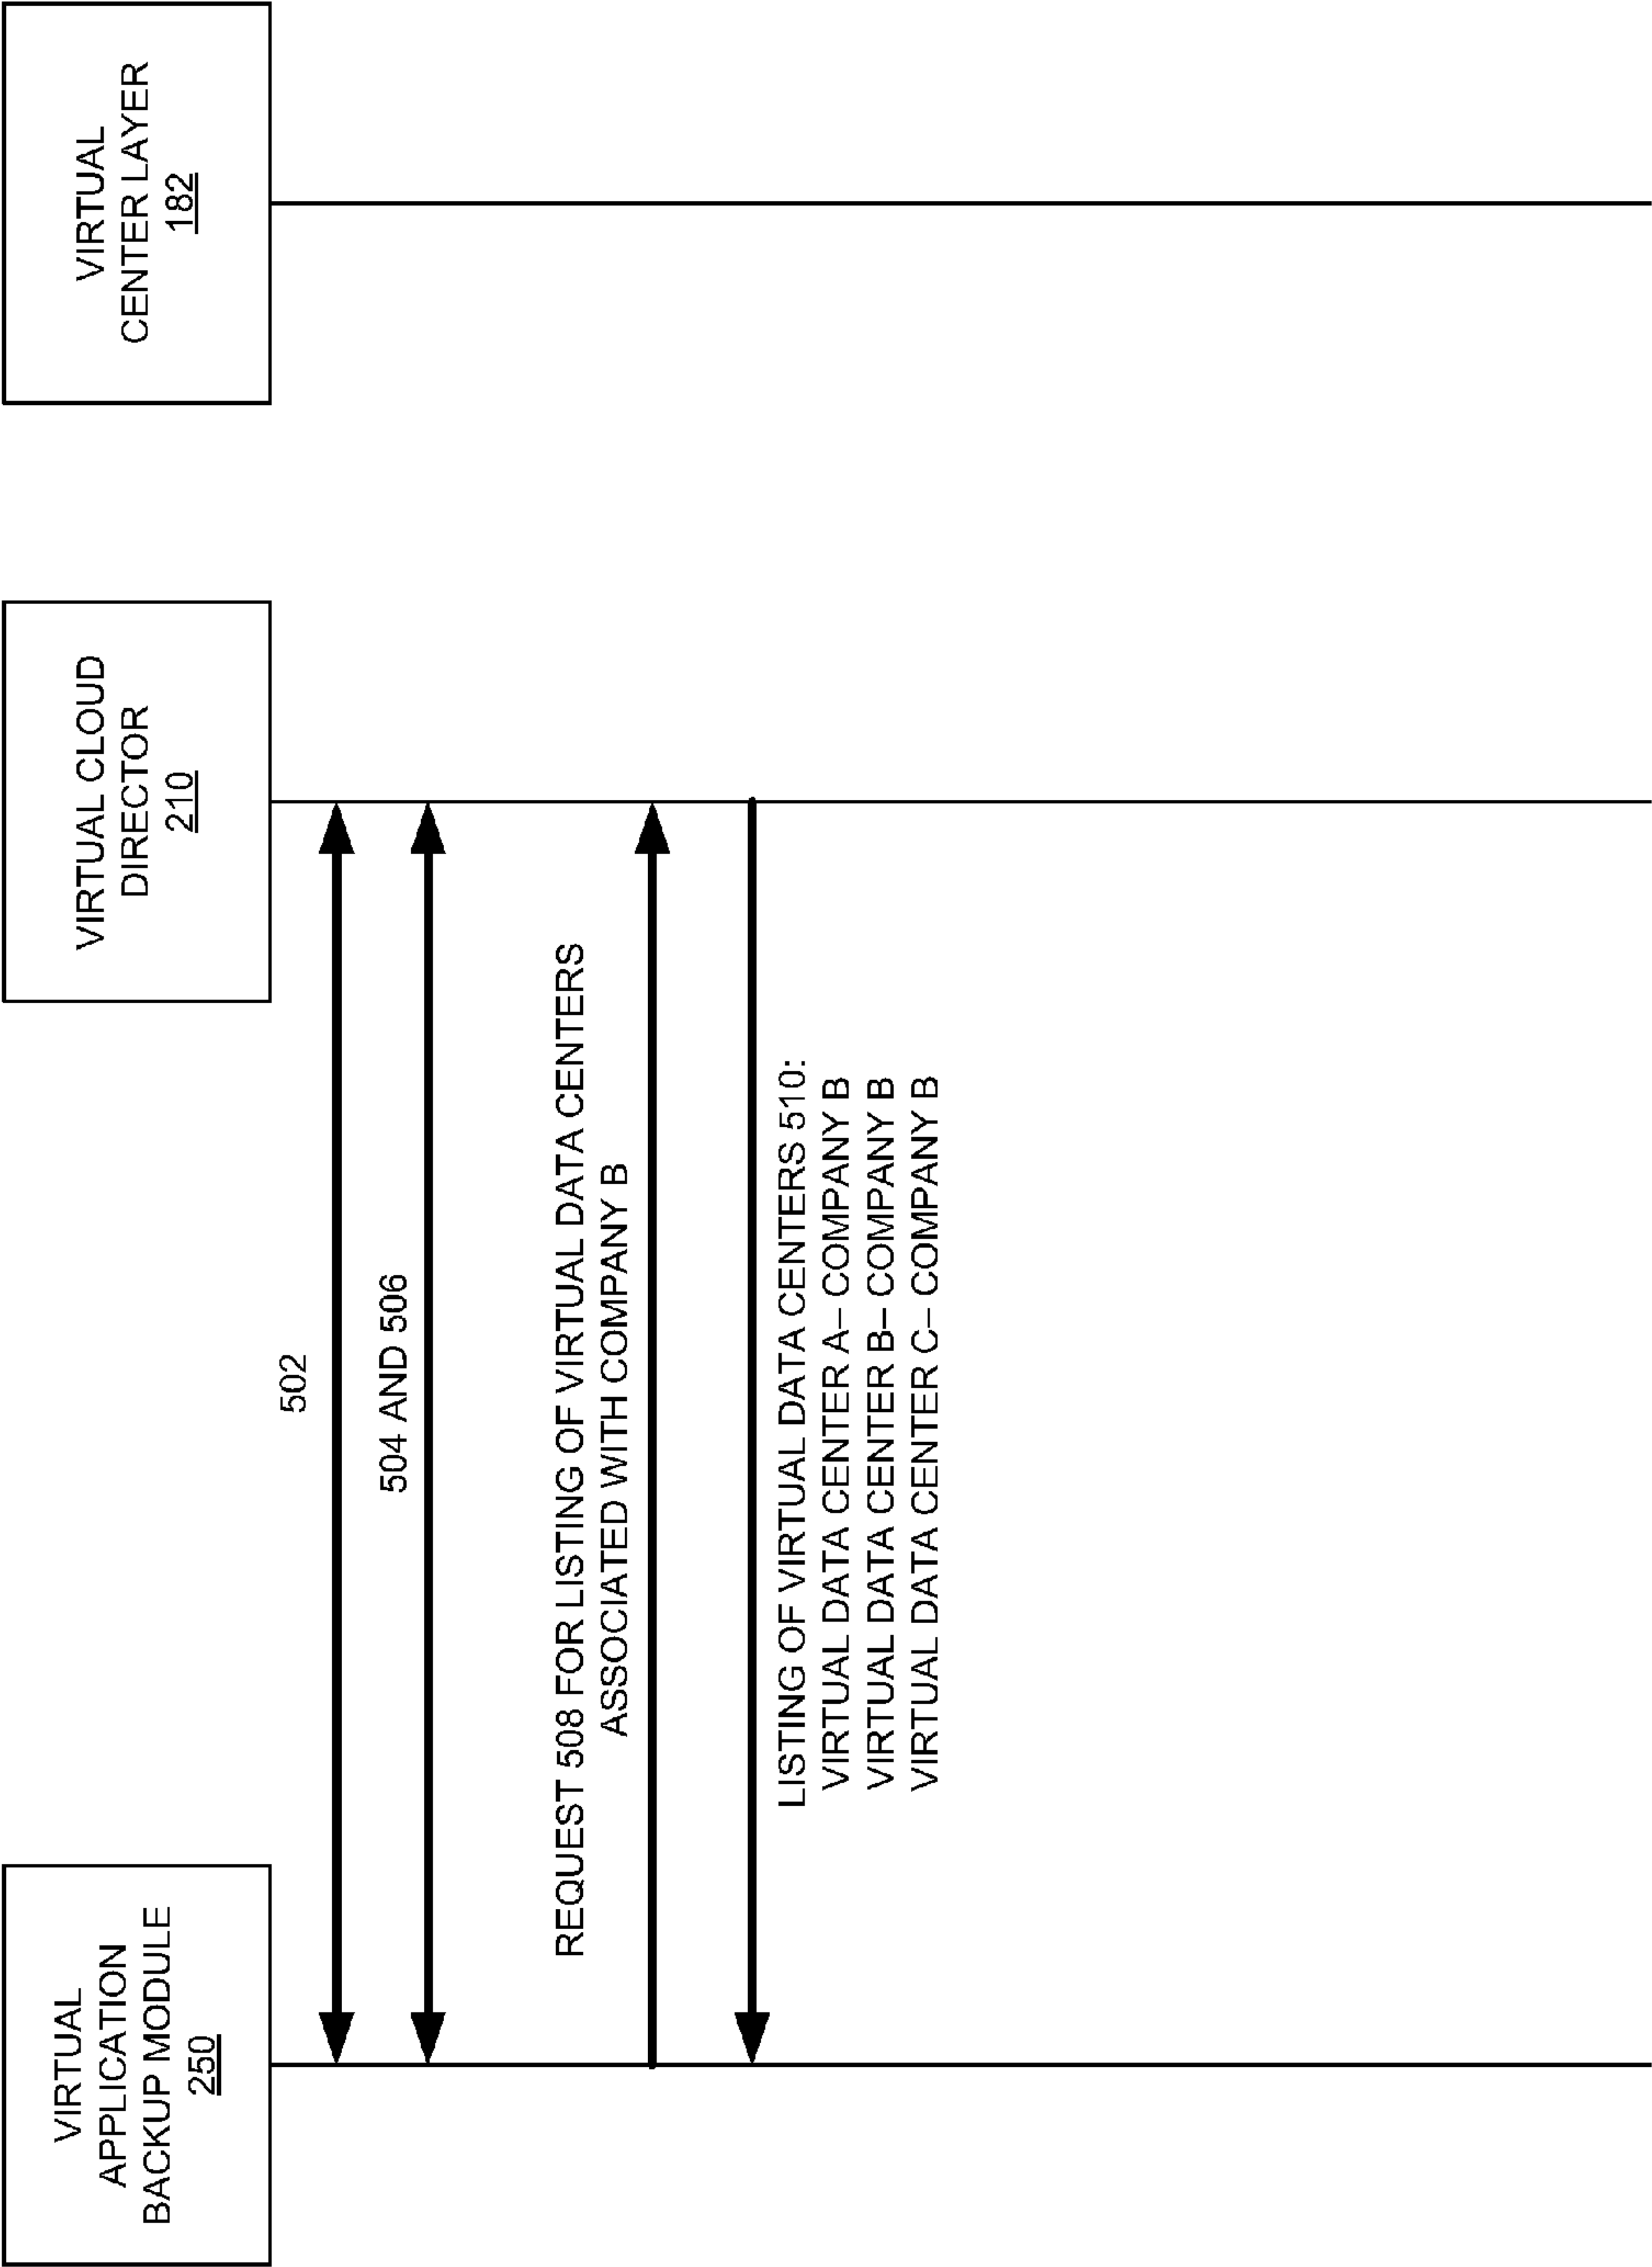 VIRTUAL
APPLICATION
BACKUP MODULE
250
VIRTUAL CLOUD
DIRECTOR
210
VIRTUAL
CENTER LAYER
182
502
504 AND 506
REQUEST 508 FOR LISTING OF VIRTUAL DATA CENTERS
ASSOCIATED WITH COMPANY B
LISTING OF VIRTUAL DATA CENTERS 510:
VIRTUAL DATA CENTER A– COMPANY B
VIRTUAL DATA CENTER B– COMPANY B
VIRTUAL DATA CENTER C– COMPANY B